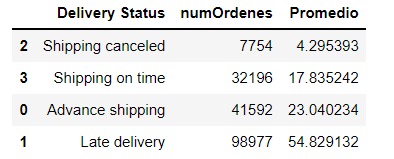 Delivery Status numOrdenes Promedio
2 Shipping canceled 7754 4.295393
3 Shipping on time 32196 17.835242
0 Advance shipping 41592 23.040234
1 Late delivery 98977 54.829132